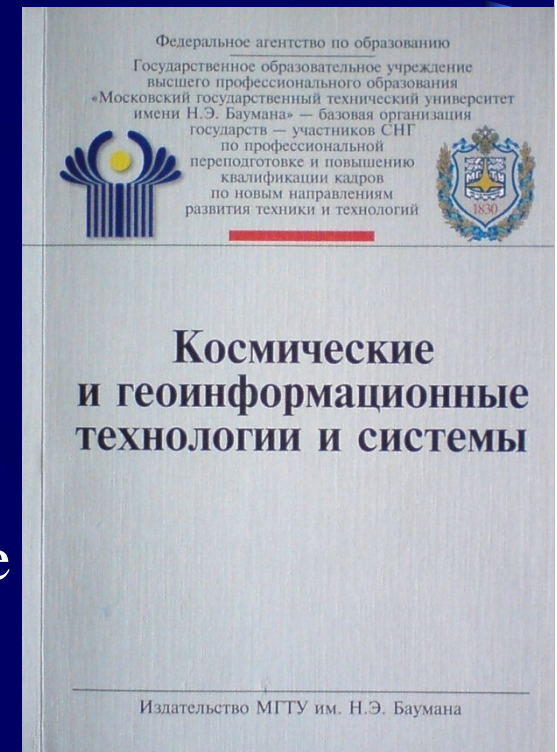 Федеральное агентство по образованию
Государственное образовательное учреждение
высшего профессионального образования
«Московский государственный технический университет
имени Н.Э. Баумана» — базовая организация
государств — участников СНГ
по профессиональной
переподготовке и повышению
квалификации кадров
по новым направлениям
развития техники и технологий
1830
Космические
и геоинформационные
технологии и системы
е
Издательство МГТУ им. Н.Э. Баумана